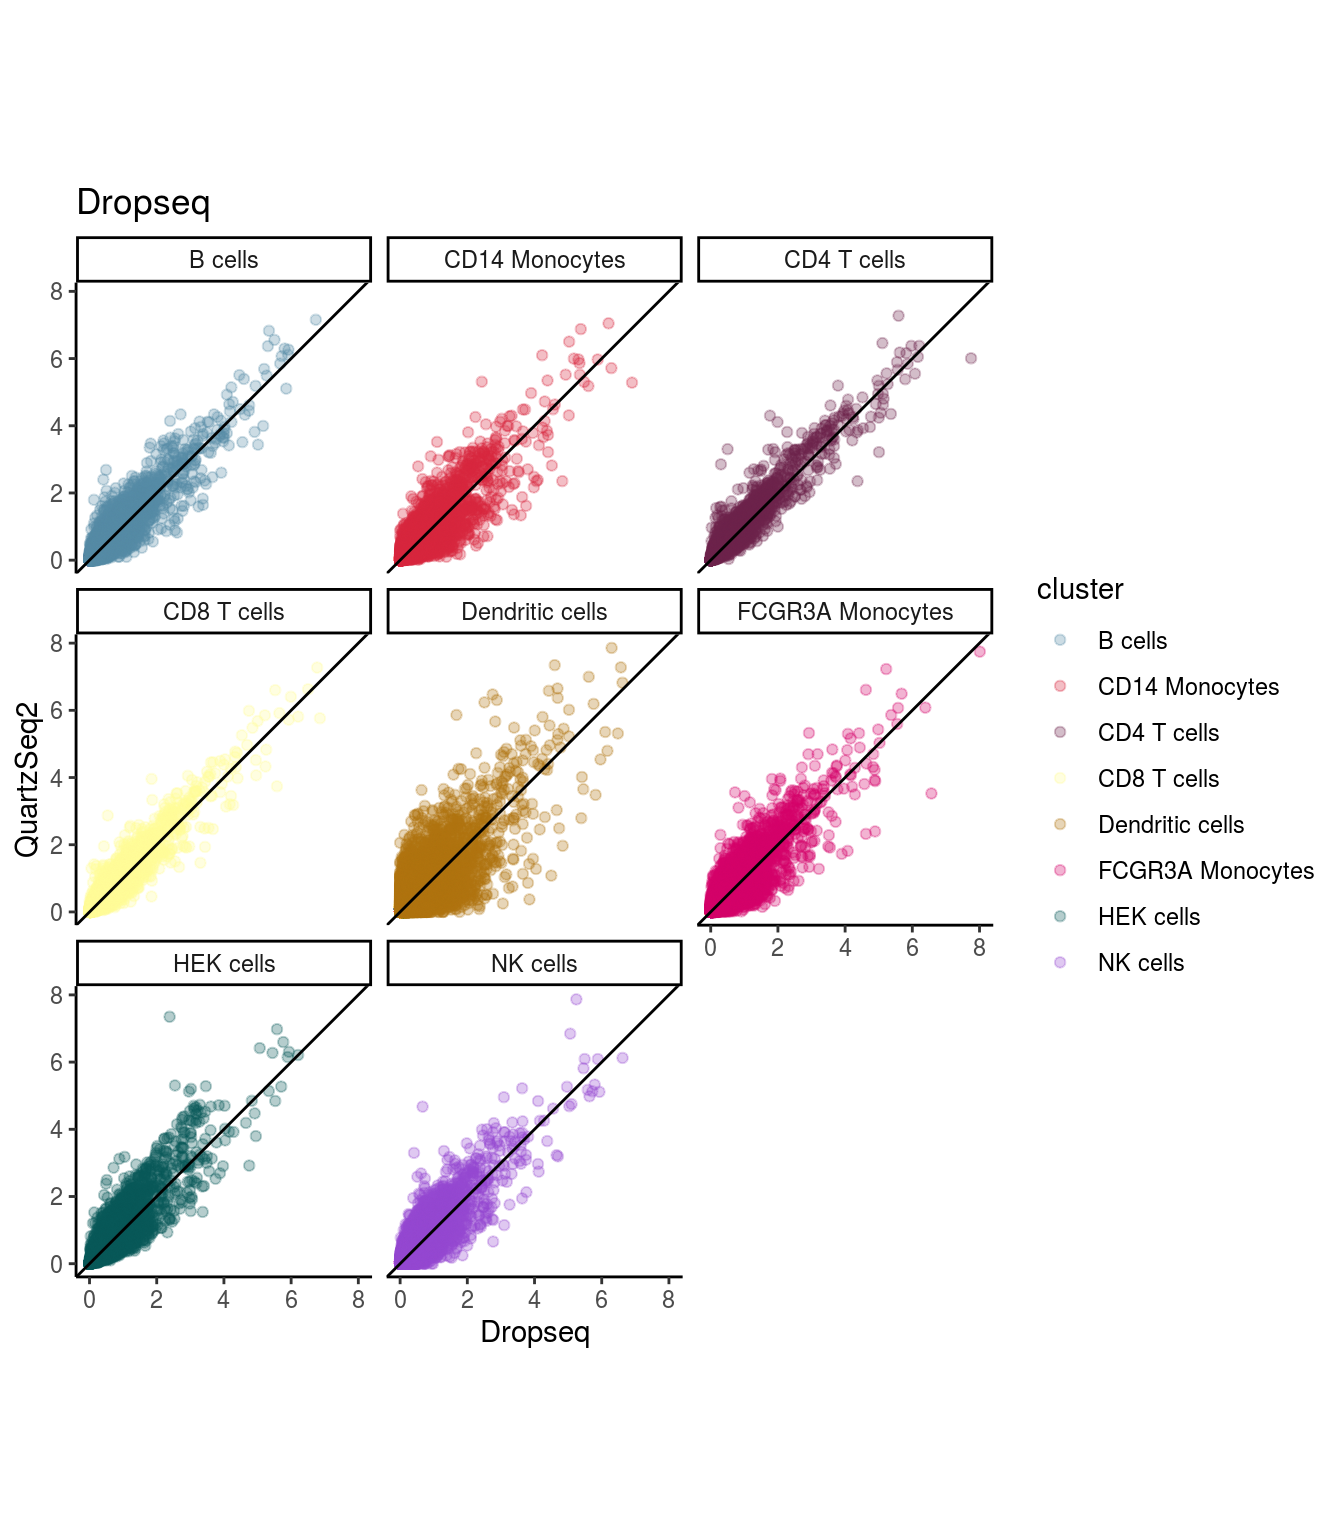 Dropseq
B cells
CD14 Monocytes
CD4 T cells
8
6
4
2
0
CD8 T cells
Dendritic cells
FCGR3A Monocytes
8
6
4
2
0
0 2 4 6 8
HEK cells
NK cells
8
6
4
2
0
0 2 4 6 8
0 2 4 6 8
Dropseq
QuartzSeq2
cluster
B cells
CD14 Monocytes
CD4 T cells
CD8 T cells
Dendritic cells
FCGR3A Monocytes
HEK cells
NK cells